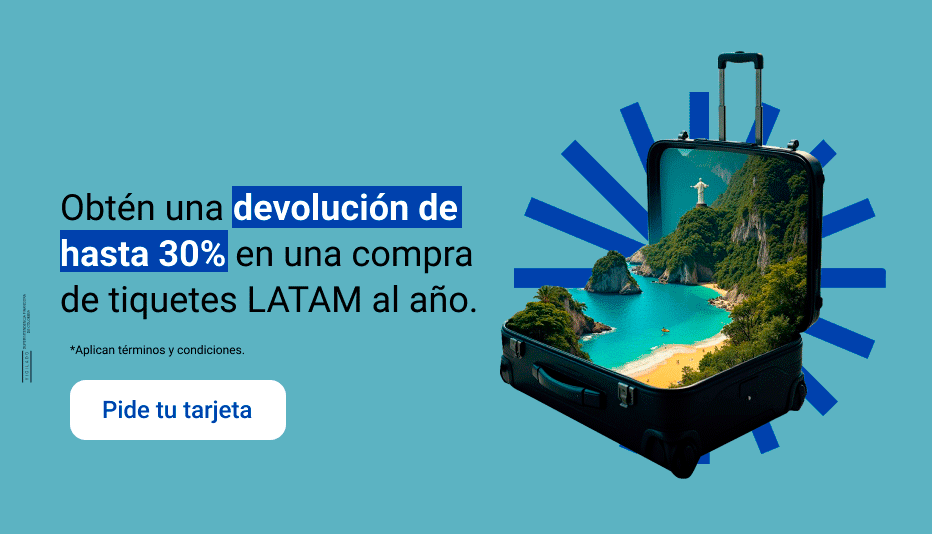 Obtén una devolución de
hasta 30% en una compra
de tiquetes LATAM al año.
*Aplican términos y condiciones.
Pide tu tarjeta
VIGILADO